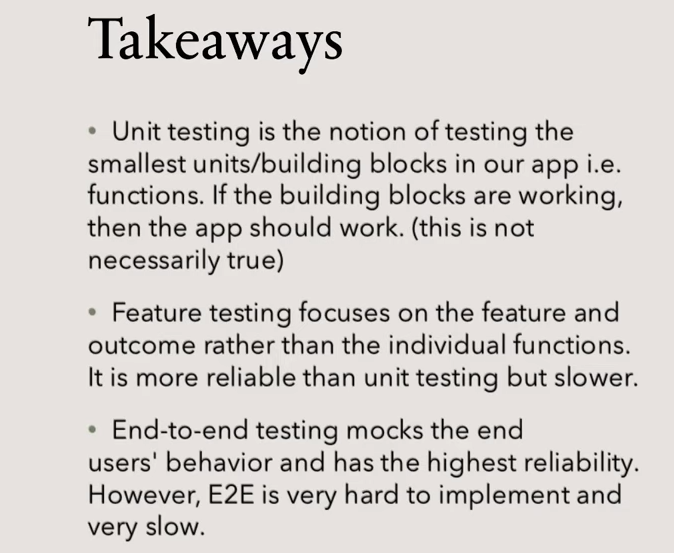 Takeaways
• Unit testing is the notion of testing the
smallest units/building blocks in our app i.e.
functions. If the building blocks are working,
then the app should work. (this is not
necessarily true)
• Feature testing focuses on the feature and
outcome rather than the individual functions.
It is more reliable than unit testing but slower.
• End-to-end testing mocks the end
users' behavior and has the highest reliability.
However, E2E is very hard to implement and
very slow.